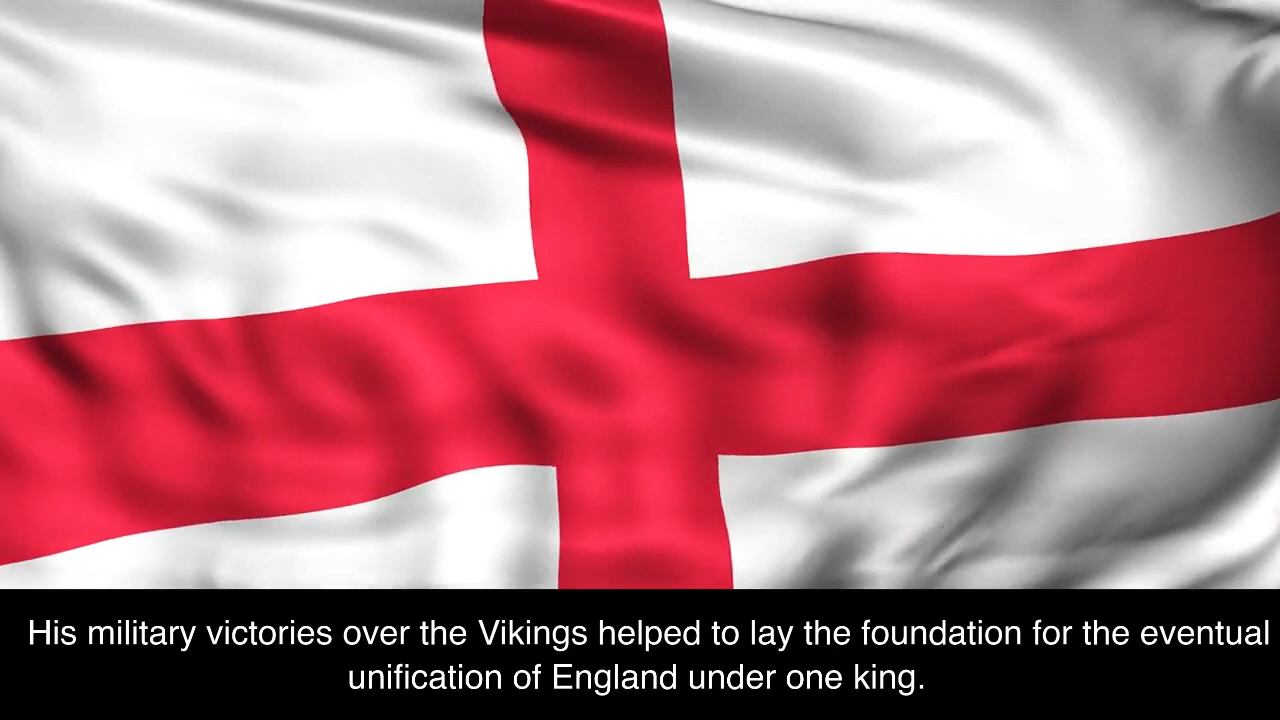 His military victories over the Vikings helped to lay the foundation for the eventual
unification of England under one king.